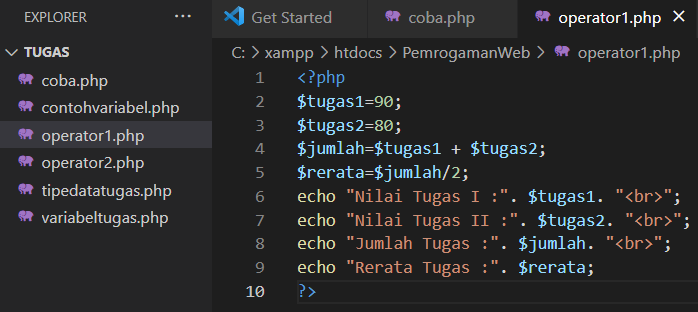 EXPLORER ...
TUGAS
coba.php
contohvariabel.php
operator1.php
operator2.php
tipedatatugas.php
variabeltugas.php
Get Started coba.php operator1.php
C: > xampp > htdocs > PemrogamanWeb > operator1.php
1 <?php
2 $tugas1=90;
3 $tugas2=80;
4 $jumlah=$tugas1 + $tugas2;
5 $rerata=$jumlah/2;
6 echo "Nilai Tugas I :". $tugas1. "<br>";
7 echo "Nilai Tugas II :". $tugas2. "<br>";
8 echo "Jumlah Tugas :". $jumlah. "<br>";
9 echo "Rerata Tugas :". $rerata;
10 ?>